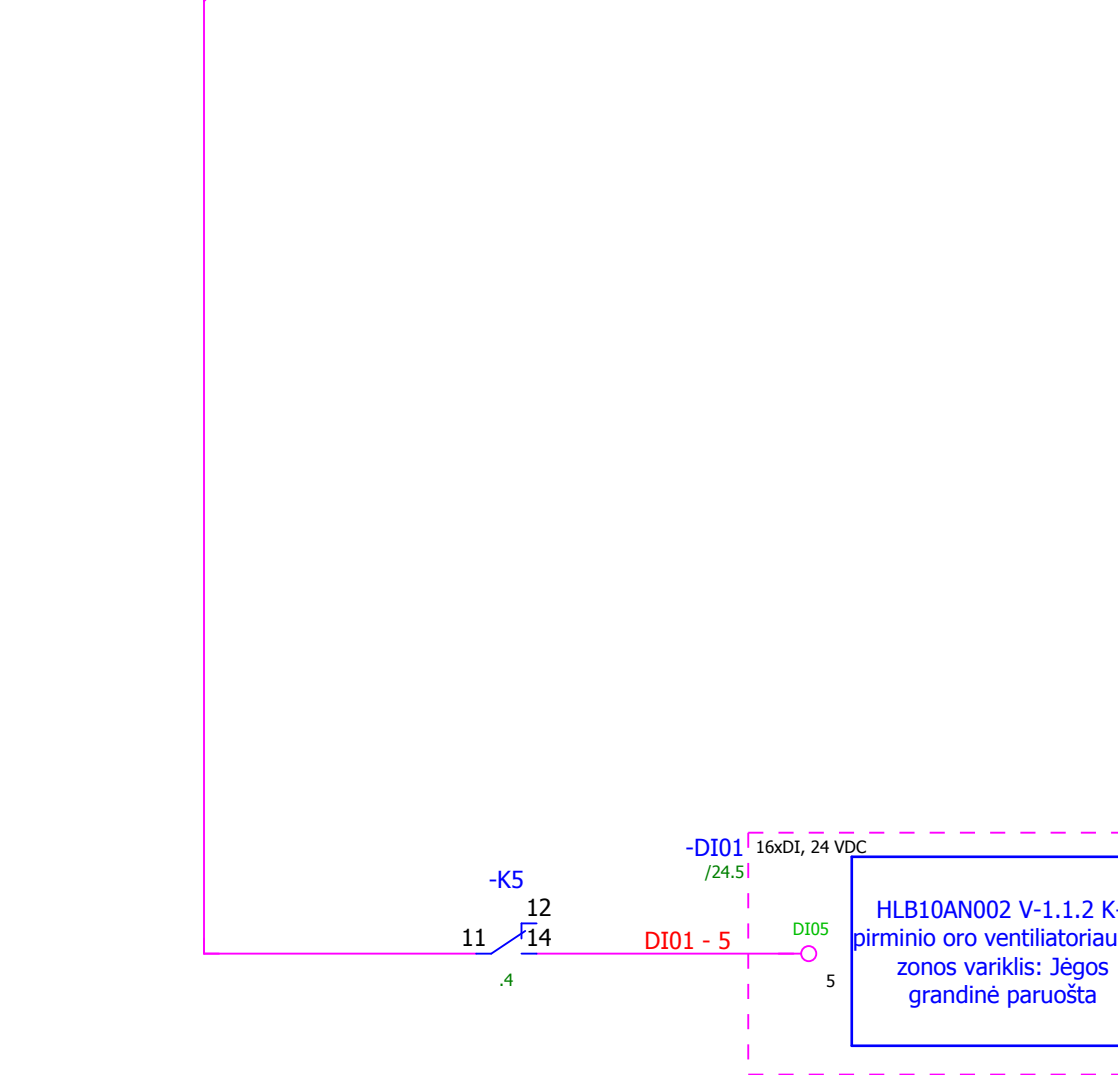 -DI01
16xDI, 24 VDC
/24.5
-K5
12
11
14
DI01 - 5
DI05
.4
5
HLB10AN002 V-1.1.2 K-
pirminio oro ventiliatoriau
zonos variklis: Jėgos
grandinė paruošta